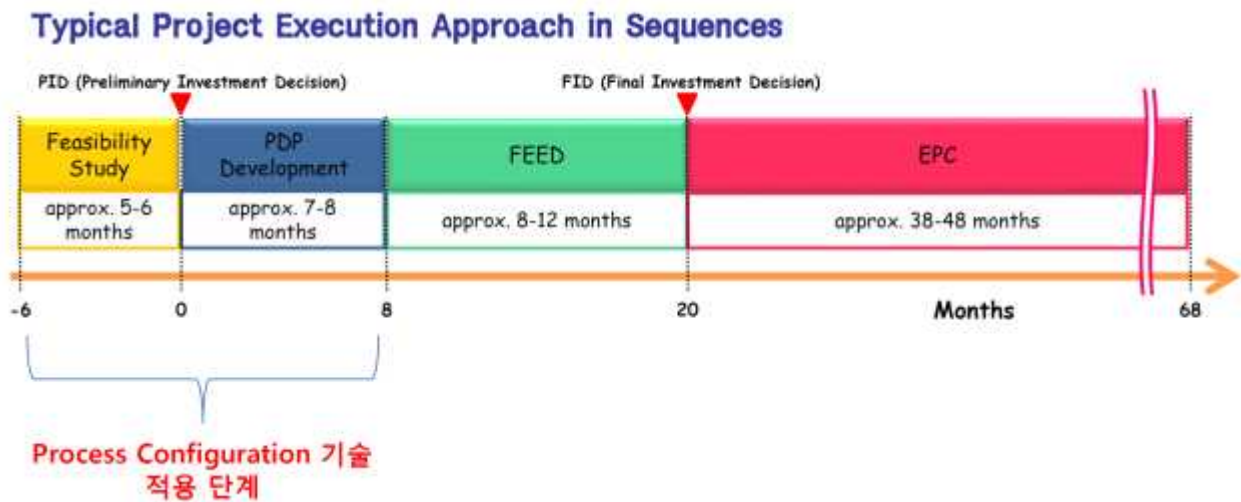 Typical Project Execution Approach in Sequences
PID (Preliminary Investment Decision)
FID (Final Investment Decision)
Feasibility
Study
PDP
Development
FEED
EPC
approx. 5-6
months
approx. 7-8
months
approx. 8-12 months
approx. 38-48 months
-6
0
8
20
Months
68
Process Configuration 기술
적용 단계